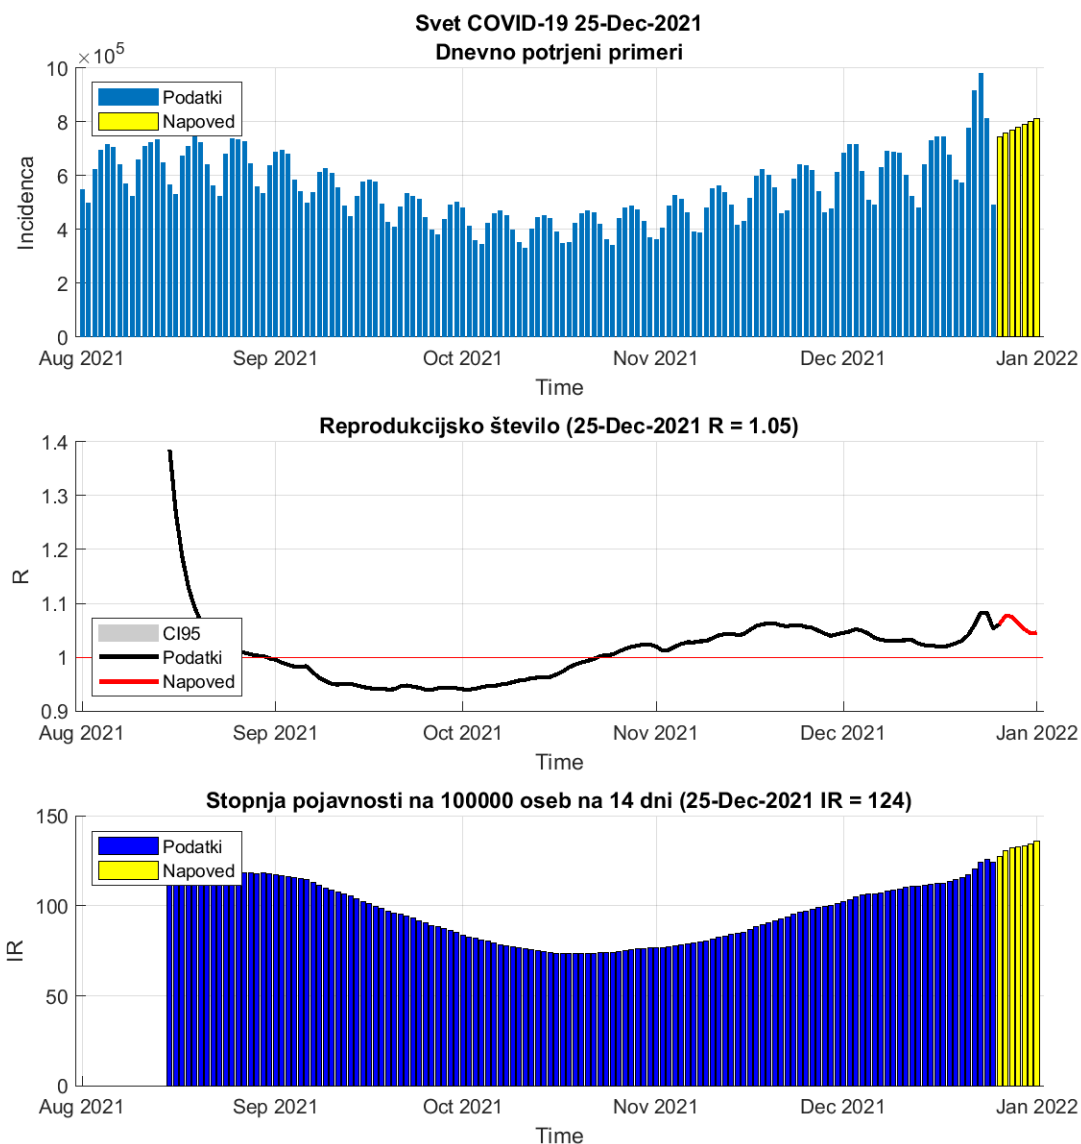 Svet COVID-19 25-Dec-2021
Dnevno potrjeni primeri
×10⁵
10
8
6
4
2
0
Incidenca
Podatki
Napoved
Aug 2021 Sep 2021 Oct 2021 Nov 2021 Dec 2021 Jan 2022
Time
Reprodukcijsko število (25-Dec-2021 R = 1.05)
1.4
1.3
1.2
1.1
1
0.9
R
CI95
Podatki
Napoved
Aug 2021 Sep 2021 Oct 2021 Nov 2021 Dec 2021 Jan 2022
Time
Stopnja pojavnosti na 100000 oseb na 14 dni (25-Dec-2021 IR = 124)
150
100
50
0
IR
Podatki
Napoved
Aug 2021 Sep 2021 Oct 2021 Nov 2021 Dec 2021 Jan 2022
Time